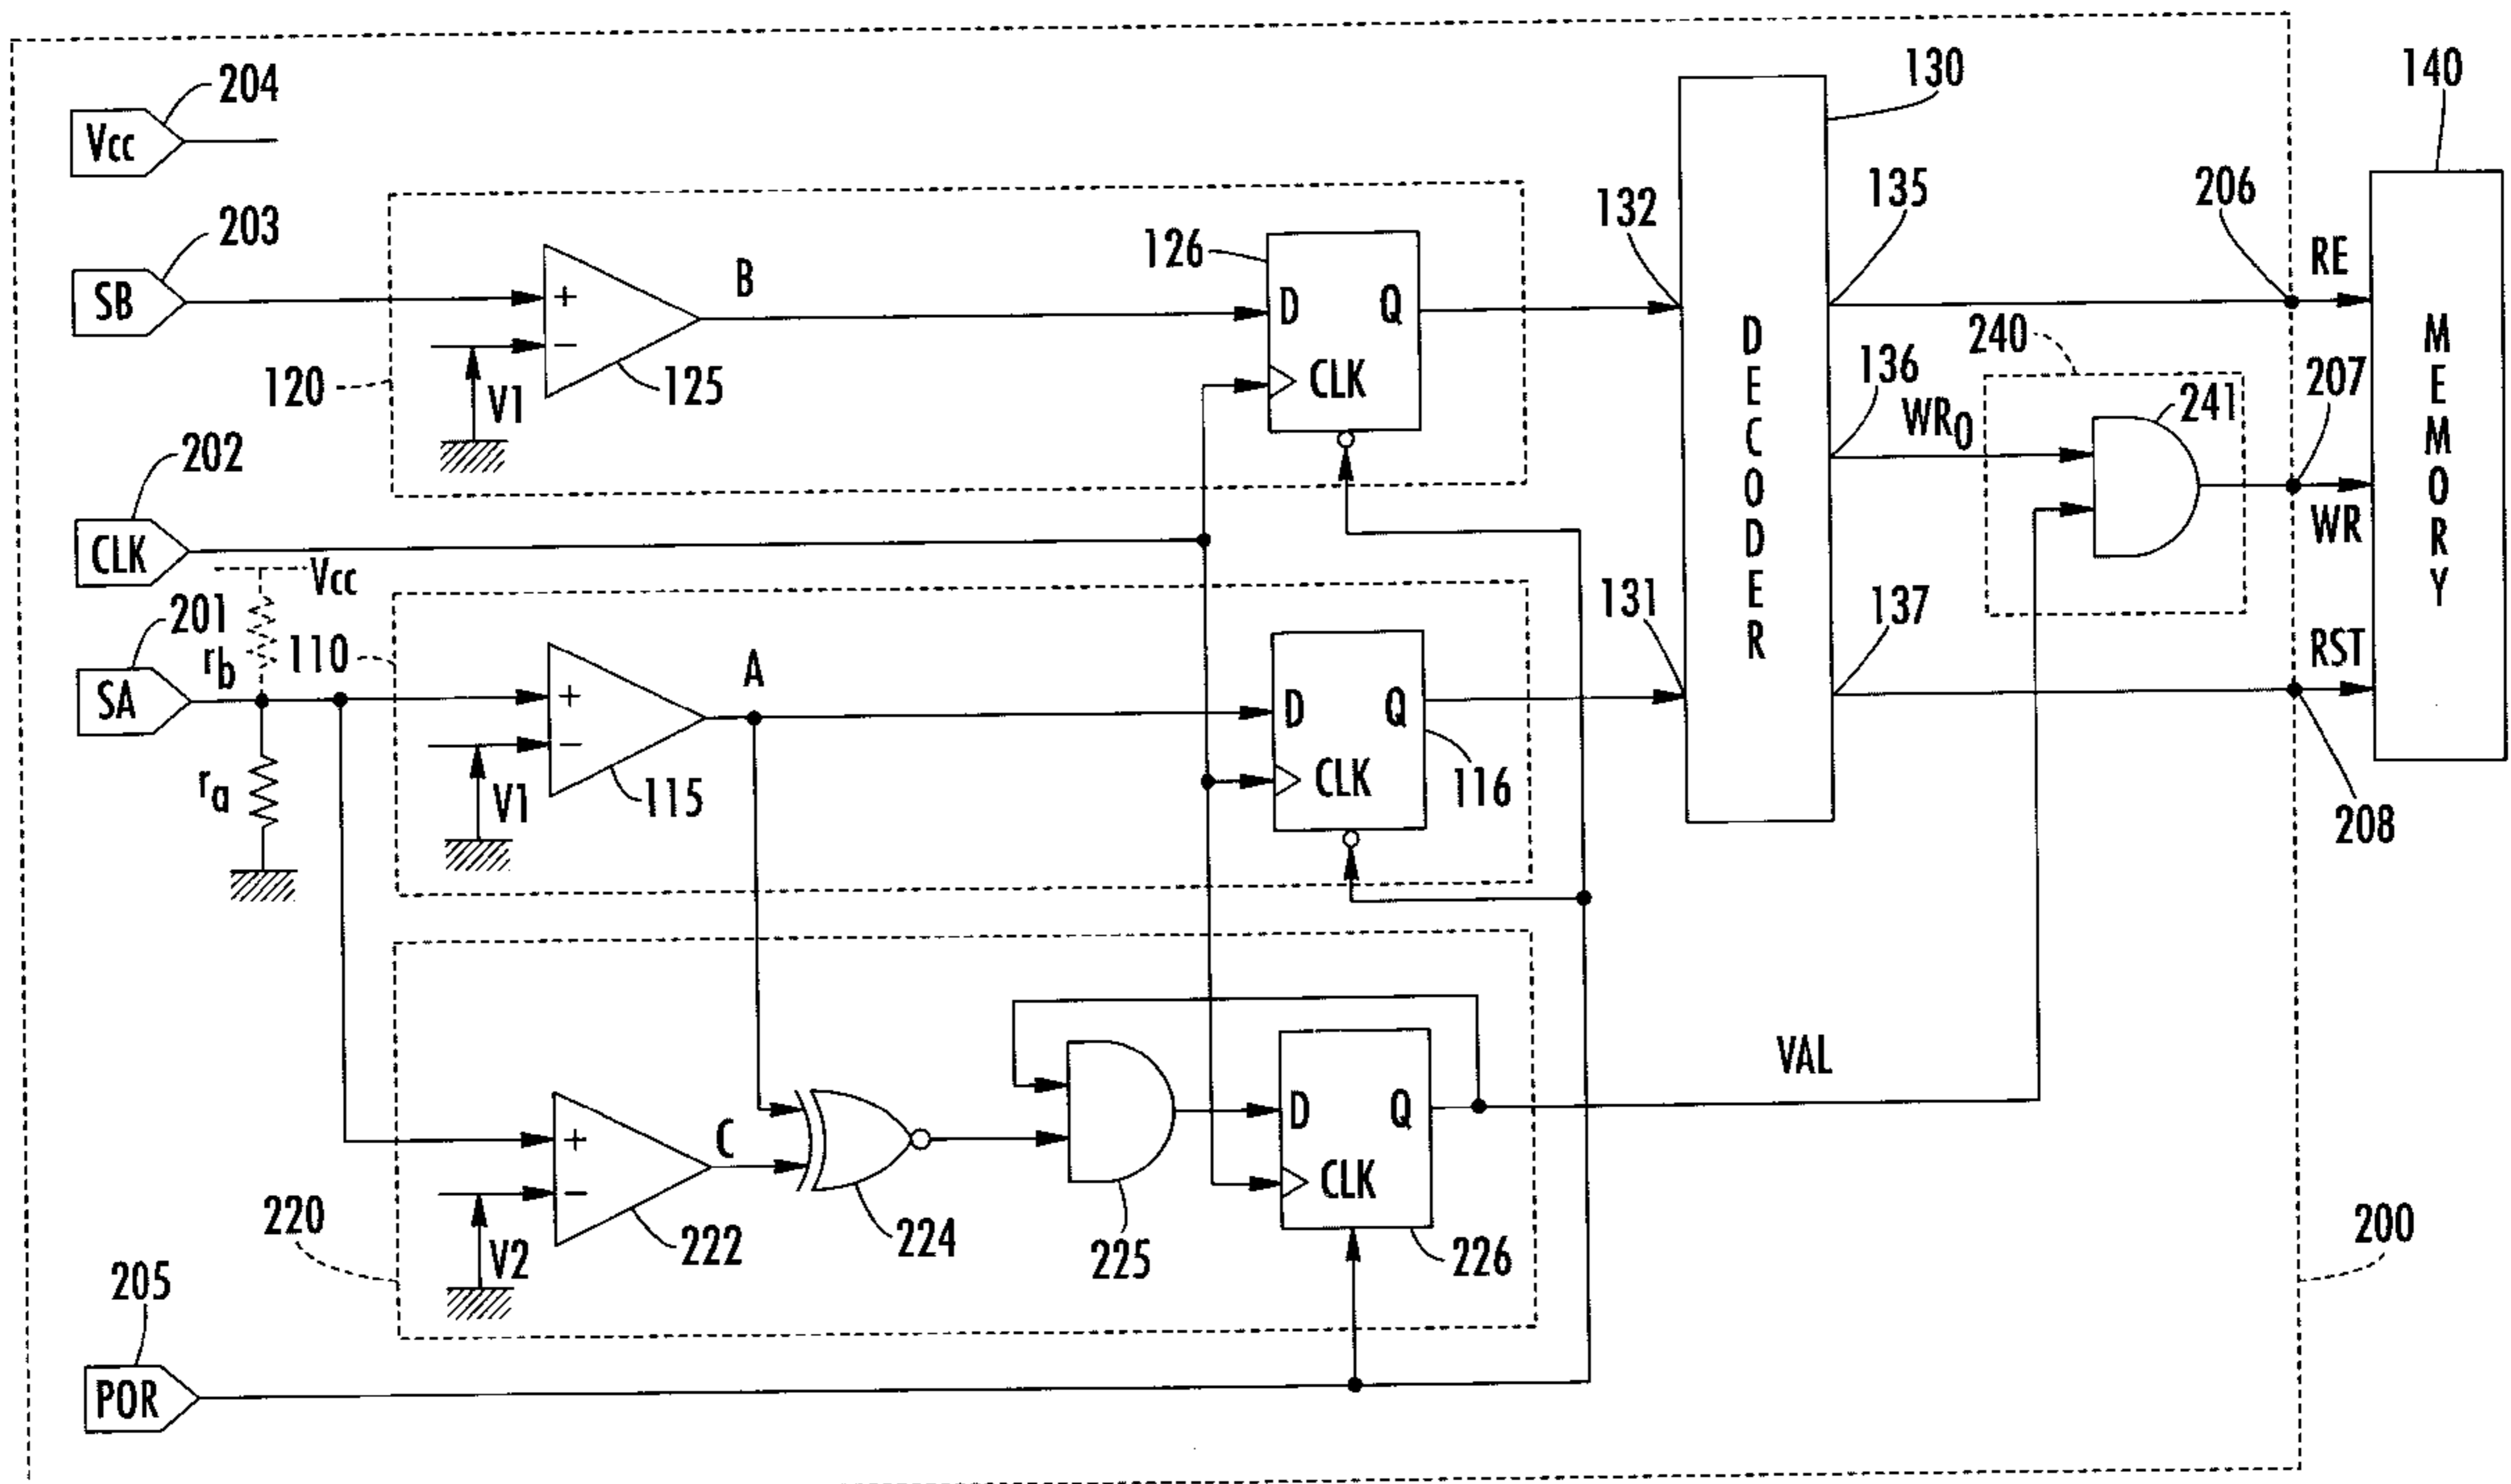 204
Vcc
130
140
203
SB
120
+
−
V1
125
B
126
D
Q
CLK
132
DECODER
135
206
RE
136
WR0
240
241
207
WR
MEMORY
202
CLK
Vcc
201
SA
rb
ra
110
+
−
V1
115
A
D
Q
CLK
116
131
137
RST
208
220
+
−
V2
222
C
224
225
D
Q
CLK
226
VAL
200
205
POR